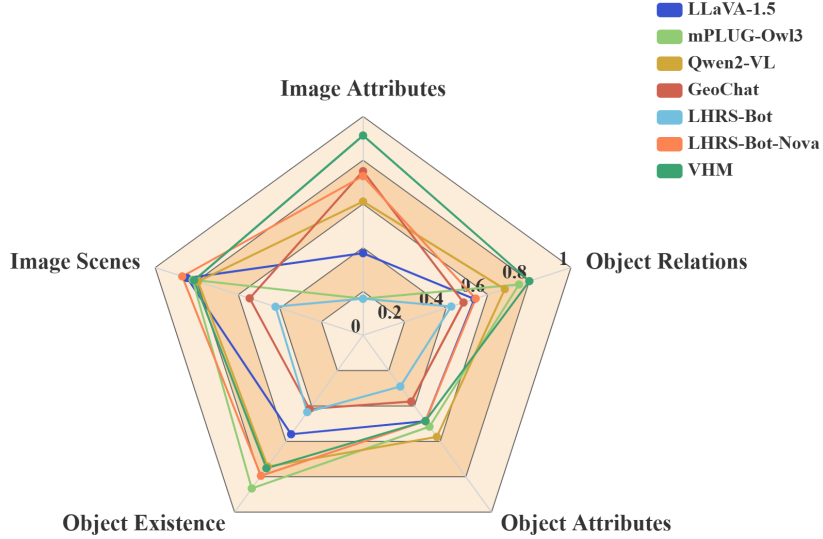 LLaVA-1.5
mPLUG-Owl3
Qwen2-VL
GeoChat
LHRS-Bot
LHRS-Bot-Nova
VHM
Image Attributes
Image Scenes
Object Relations
1
0.8
0.6
0.4
0.2
0
Object Existence
Object Attributes